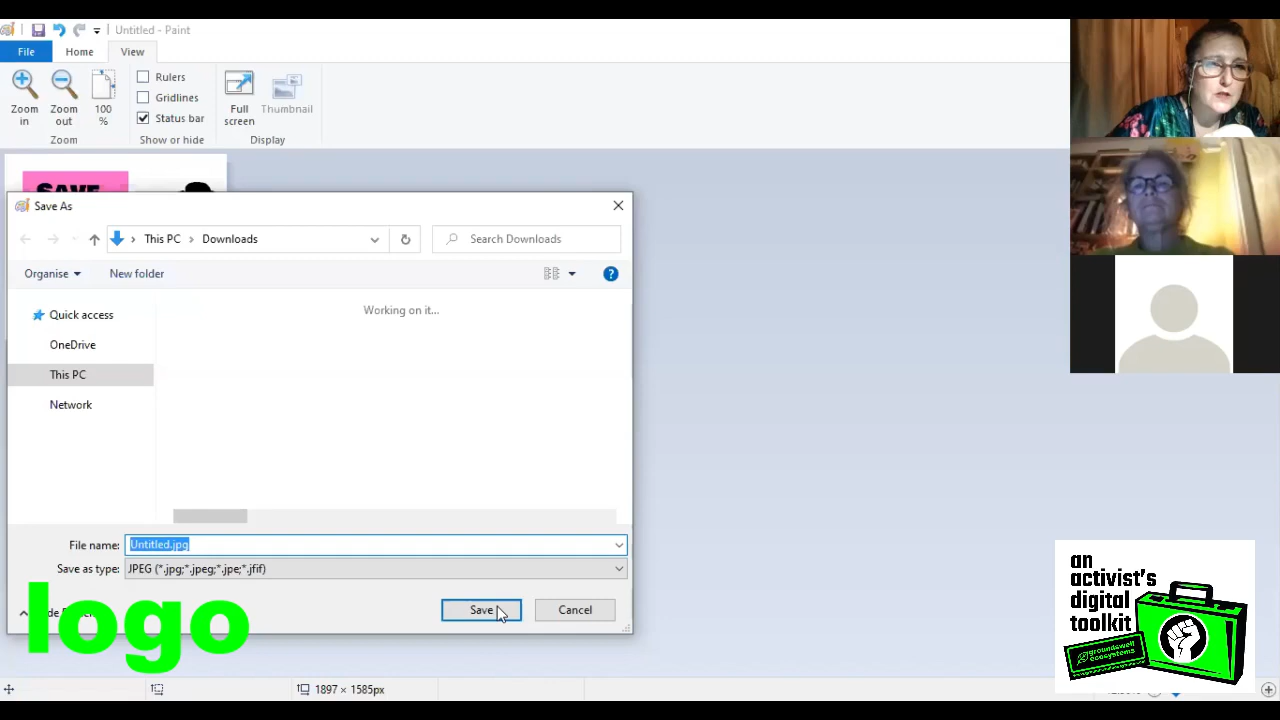 Untitled - Paint
File Home View
Zoom in
Zoom out
100 %
Rulers
Gridlines
Status bar
Full screen
Thumbnail
Zoom
Show or hide
Display
SAVE
Save As
This PC
Downloads
Search Downloads
Organise
New folder
Working on it...
Quick access
OneDrive
This PC
Network
File name: Untitled.jpg
Save as type: JPEG (*.jpg;*.jpeg;*.jpe;*.jfif)
Save
Cancel
logo
1897 × 1585px
an
activist's
digital
toolkit
groundswell
ecosystems